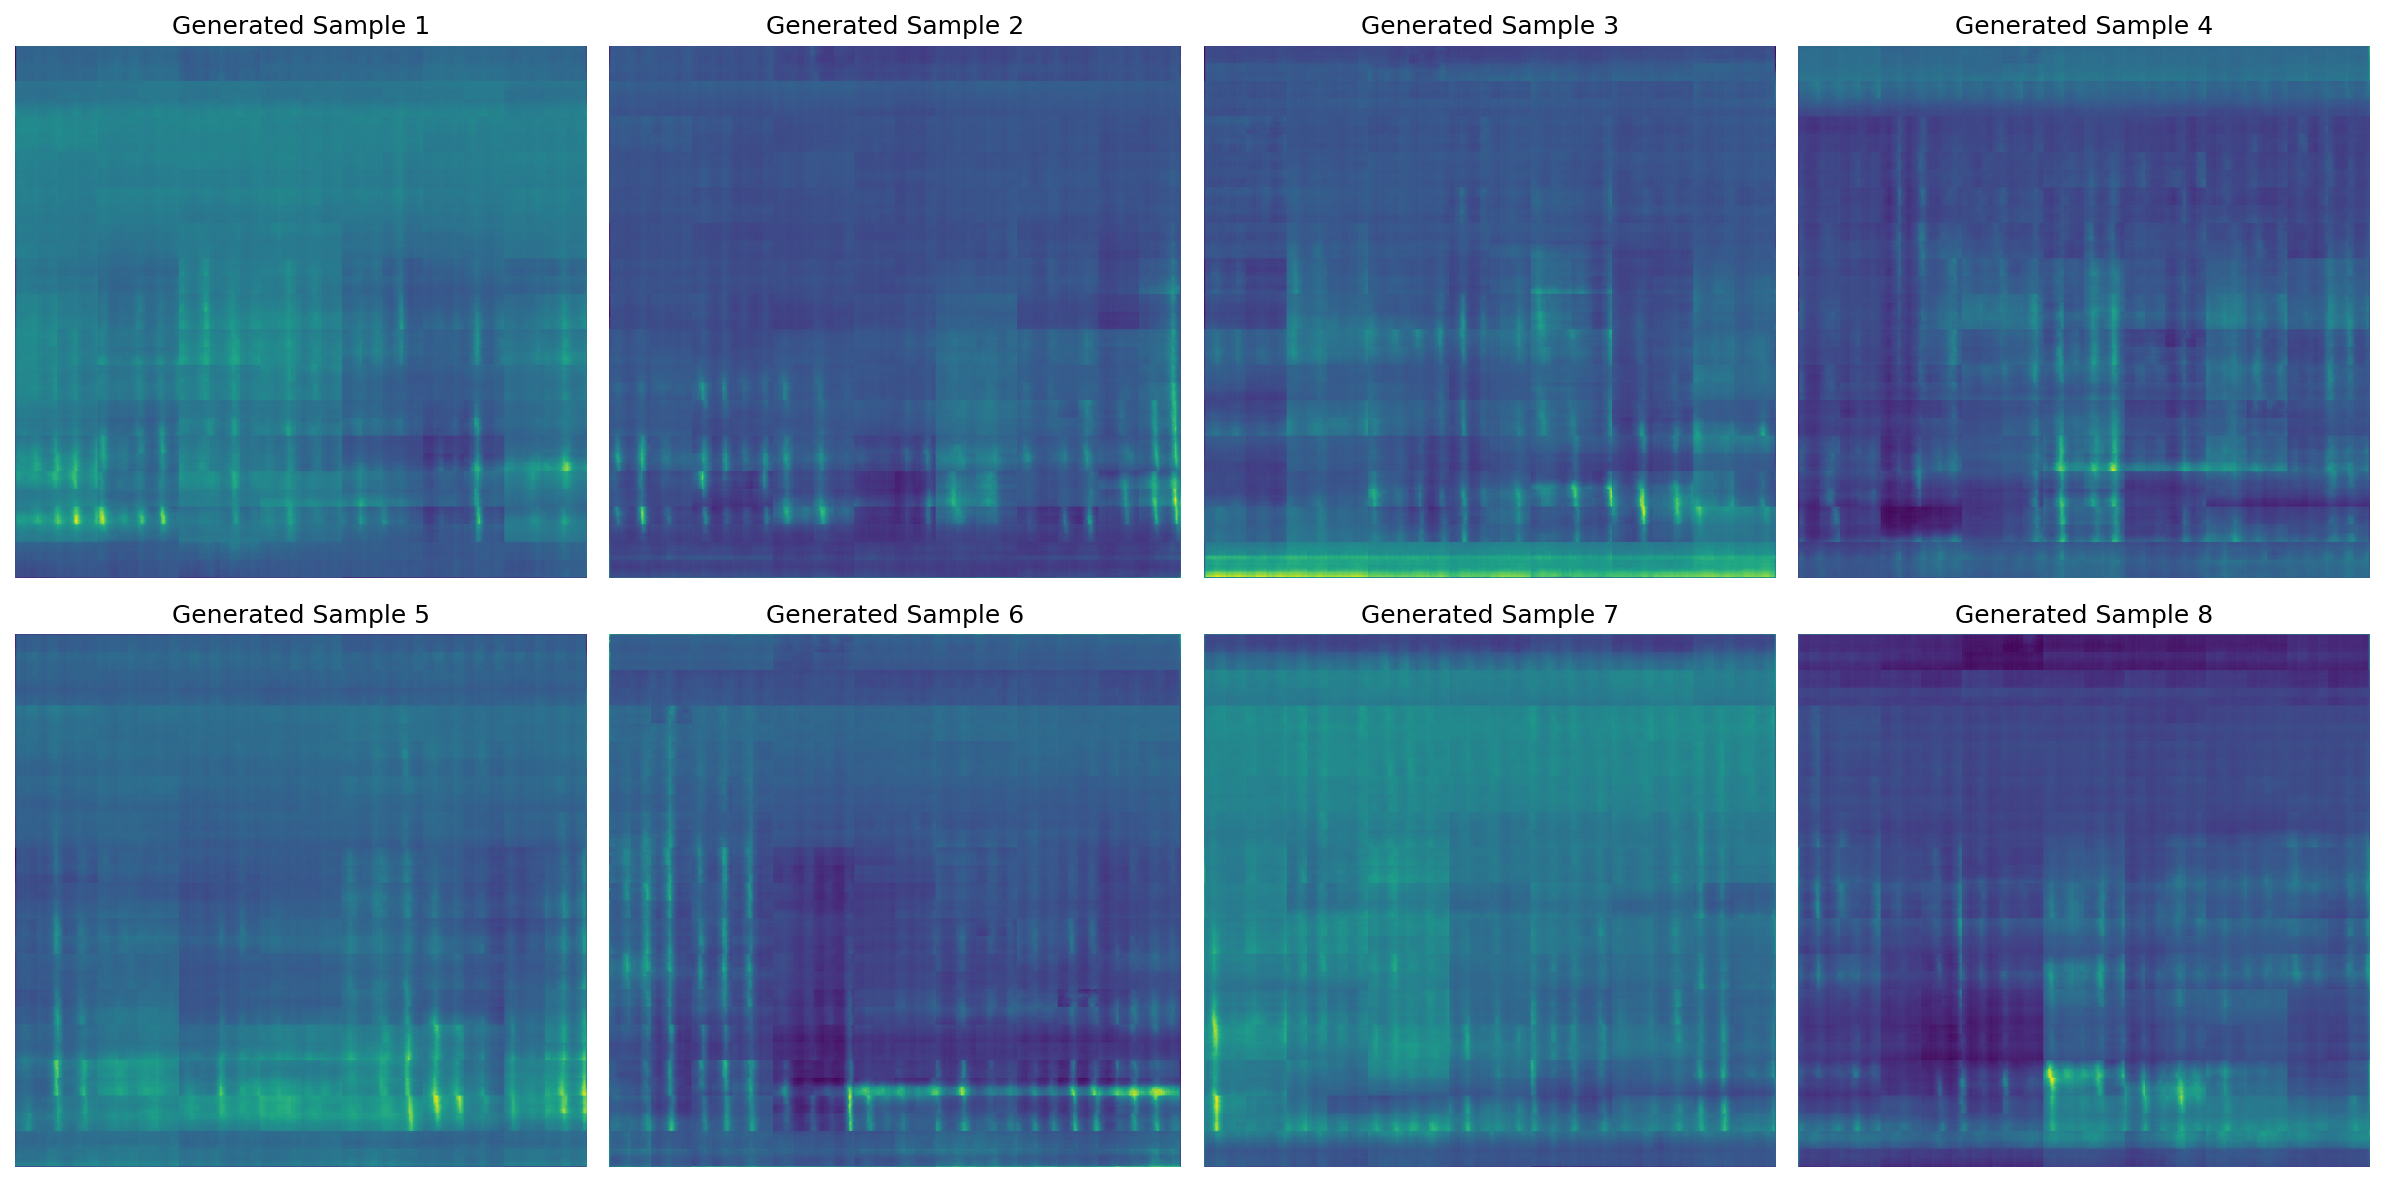 Generated Sample 1
Generated Sample 2
Generated Sample 3
Generated Sample 4
Generated Sample 5
Generated Sample 6
Generated Sample 7
Generated Sample 8